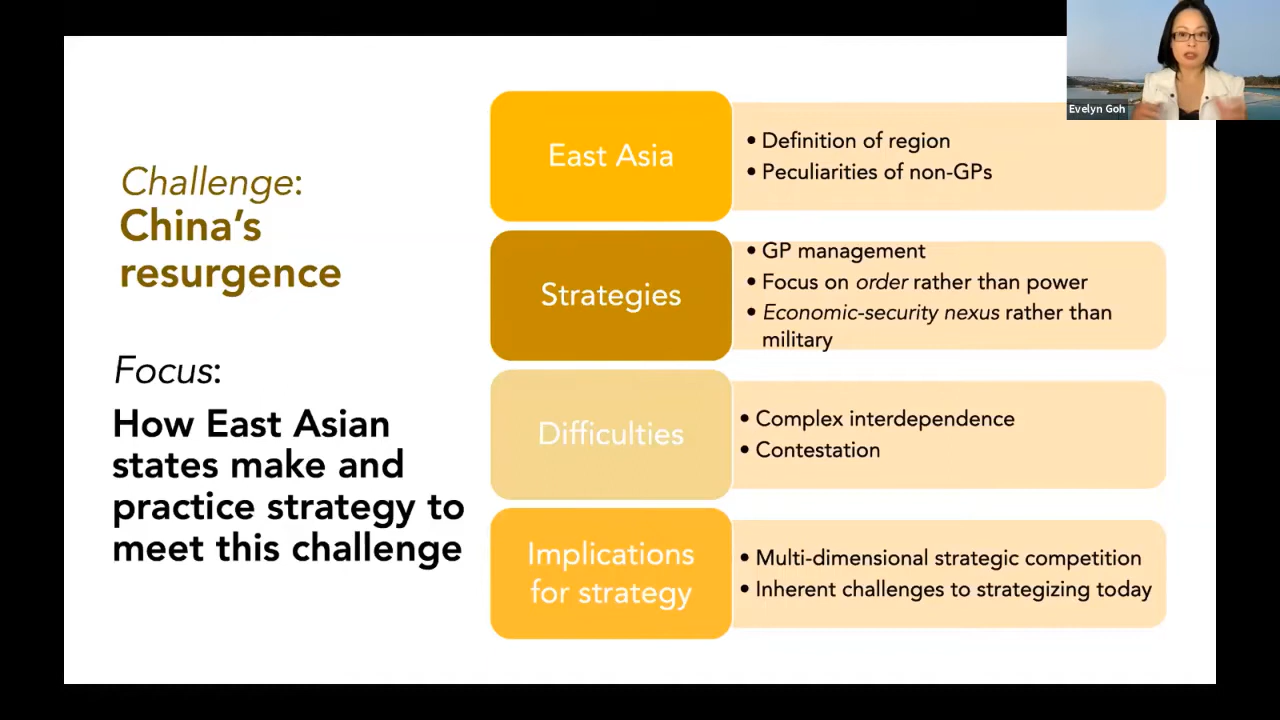 Evelyn Goh
Challenge:
China’s
resurgence
Focus:
How East Asian
states make and
practice strategy to
meet this challenge
East Asia
• Definition of region
• Peculiarities of non-GPs
Strategies
• GP management
• Focus on order rather than power
• Economic-security nexus rather than
military
Difficulties
• Complex interdependence
• Contestation
Implications
for strategy
• Multi-dimensional strategic competition
• Inherent challenges to strategizing today